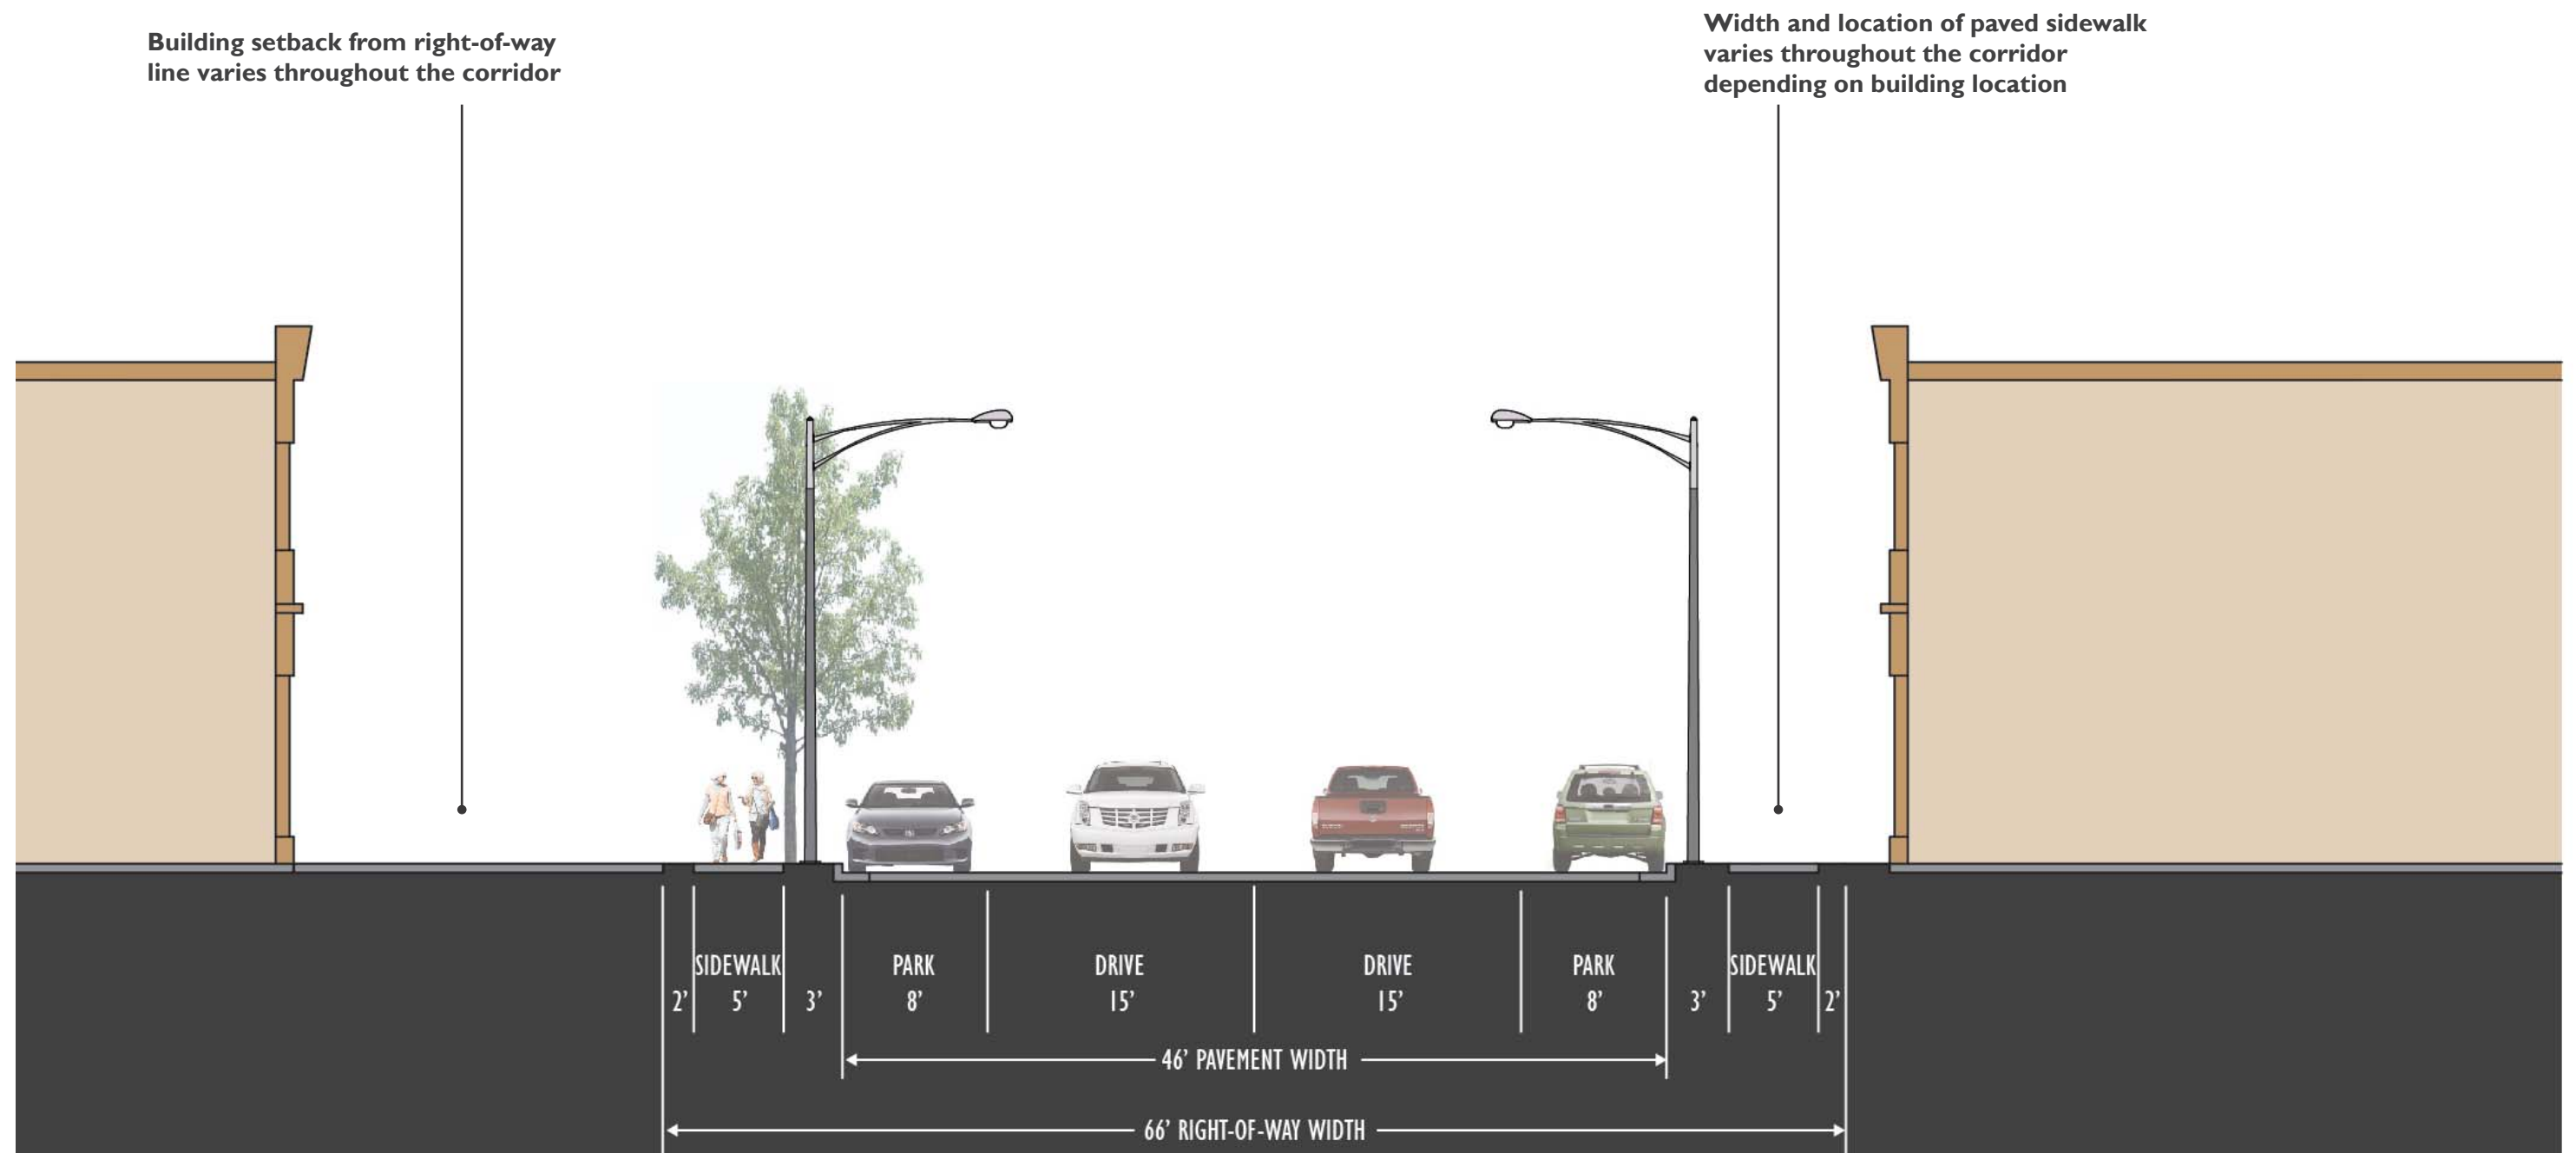 Building setback from right-of-way
line varies throughout the corridor
Width and location of paved sidewalk
varies throughout the corridor
depending on building location
SIDEWALK PARK DRIVE DRIVE PARK SIDEWALK
2’ 5’ 3’ 8’ 15’ 15’ 8’ 3’ 5’ 2’
46’ PAVEMENT WIDTH
66’ RIGHT-OF-WAY WIDTH